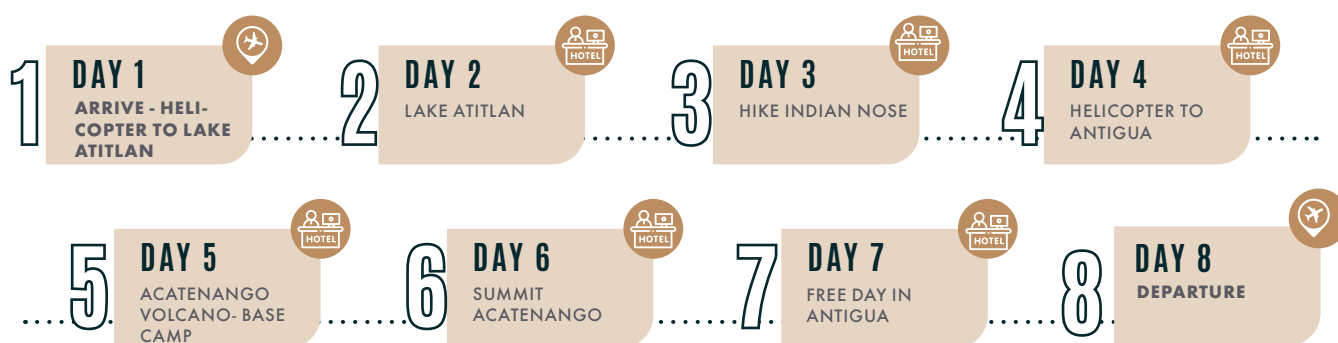 1
DAY 1
ARRIVE - HELI-
COPTER TO LAKE
ATITLAN
2
HOTEL
DAY 2
LAKE ATITLAN
3
HOTEL
DAY 3
HIKE INDIAN NOSE
4
HOTEL
DAY 4
HELICOPTER TO
ANTIGUA
5
HOTEL
DAY 5
ACATENANGO
VOLCANO- BASE
CAMP
6
HOTEL
DAY 6
SUMMIT
ACATENANGO
7
HOTEL
DAY 7
FREE DAY IN
ANTIGUA
8
DAY 8
DEPARTURE